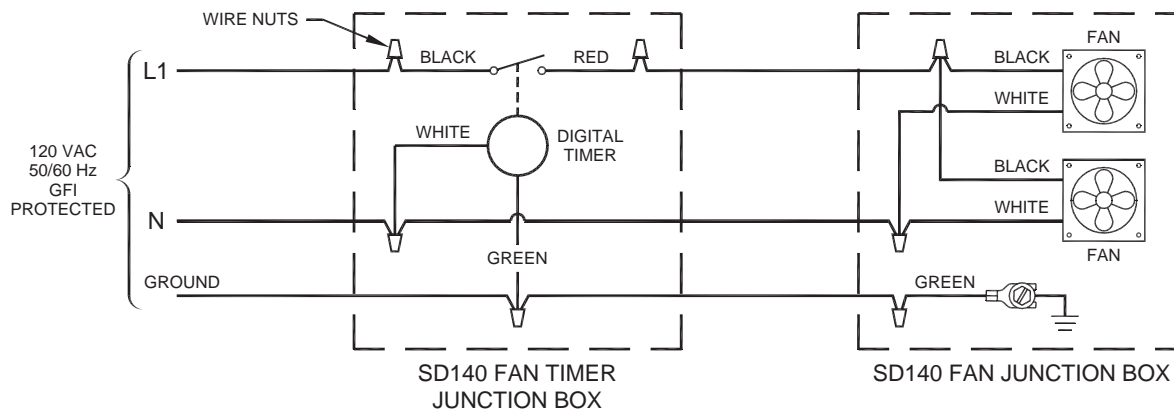 WIRE NUTS
FAN
L1
BLACK
RED
BLACK
WHITE
WHITE
DIGITAL
TIMER
120 VAC
50/60 Hz
GFI
PROTECTED
BLACK
WHITE
N
GREEN
FAN
GROUND
GREEN
SD140 FAN TIMER
JUNCTION BOX
SD140 FAN JUNCTION BOX